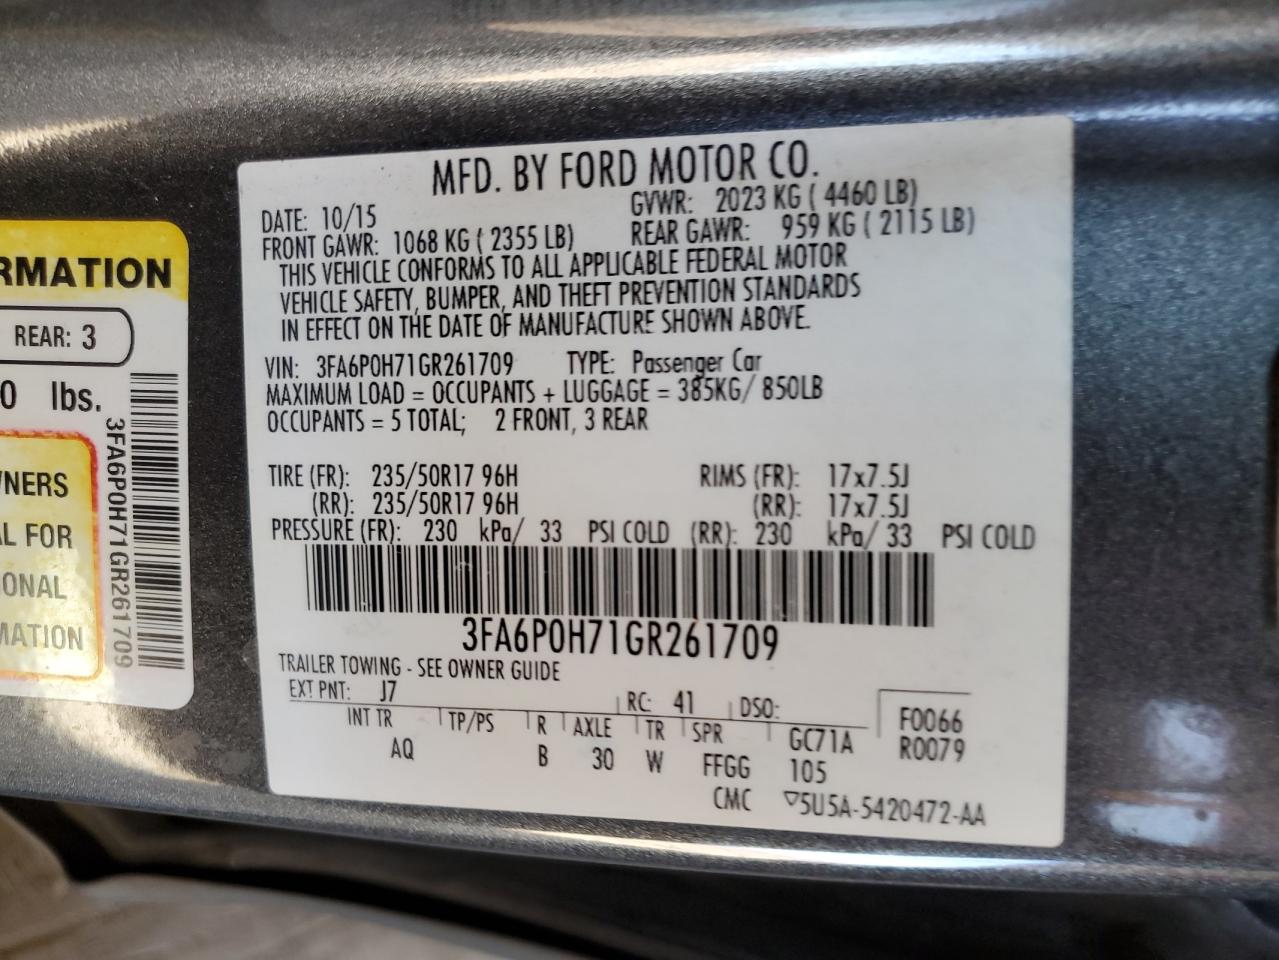 MFD. BY FORD MOTOR CO.
DATE: 10/15 GVWR: 2023 KG ( 4460 LB)
FRONT GAWR: 1068 KG ( 2355 LB) REAR GAWR: 959 KG ( 2115 LB)
THIS VEHICLE CONFORMS TO ALL APPLICABLE FEDERAL MOTOR
VEHICLE SAFETY, BUMPER, AND THEFT PREVENTION STANDARDS
IN EFFECT ON THE DATE OF MANUFACTURE SHOWN ABOVE.
VIN: 3FA6P0H71GR261709 TYPE: Passenger Car
MAXIMUM LOAD = OCCUPANTS + LUGGAGE = 385KG/ 850LB
OCCUPANTS = 5 TOTAL; 2 FRONT, 3 REAR
TIRE (FR): 235/50R17 96H RIMS (FR): 17x7.5J
(RR): 235/50R17 96H (RR): 17x7.5J
PRESSURE (FR): 230 kPa/ 33 PSI COLD (RR): 230 kPa/ 33 PSI COLD
3FA6P0H71GR261709
TRAILER TOWING - SEE OWNER GUIDE
EXT PNT: J7 RC: 41 DSO: F0066
INT TR TP/PS R AXLE TR SPR GC71A R0079
AQ B 30 W FFGG 105
CMC ▽5U5A-5420472-AA
RMATION
REAR: 3
0 lbs.
3FA6P0H71GR261709
NERS
L FOR
ONAL
MATION